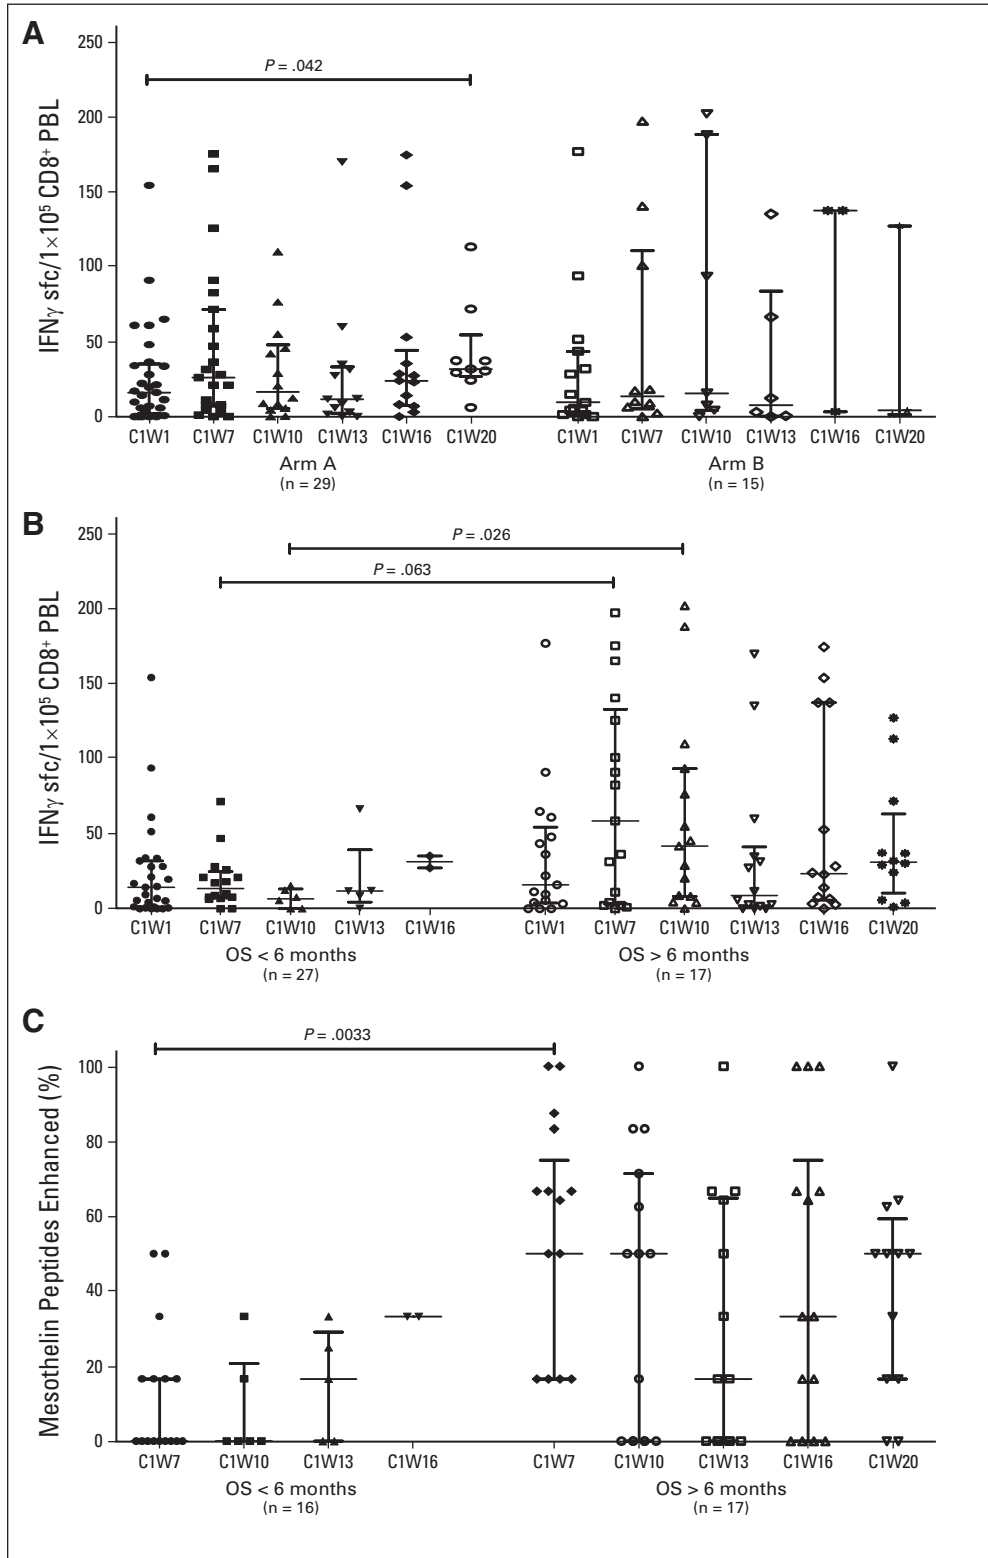 A
IFNγ sfc/1×10⁵ CD8⁺ PBL
250
200
150
100
50
0
P = .042
C1W1 C1W7 C1W10 C1W13 C1W16 C1W20 C1W1 C1W7 C1W10 C1W13 C1W16 C1W20
Arm A Arm B
(n = 29) (n = 15)
B
IFNγ sfc/1×10⁵ CD8⁺ PBL
250
200
150
100
50
0
P = .026
P = .063
C1W1 C1W7 C1W10 C1W13 C1W16 C1W1 C1W7 C1W10 C1W13 C1W16 C1W20
OS < 6 months OS > 6 months
(n = 27) (n = 17)
C
Mesothelin Peptides Enhanced (%)
100
80
60
40
20
0
P = .0033
C1W7 C1W10 C1W13 C1W16 C1W7 C1W10 C1W13 C1W16 C1W20
OS < 6 months OS > 6 months
(n = 16) (n = 17)